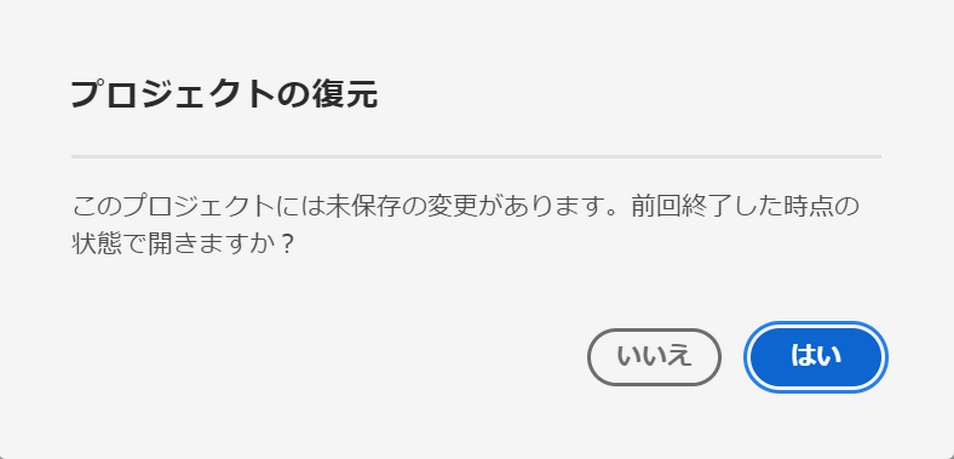 プロジェクトの復元
このプロジェクトには未保存の変更があります。前回終了した時点の
状態で開きますか？
いいえ
はい